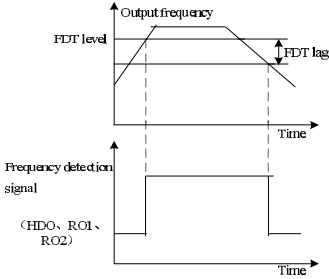 Output frequency
FDT level
FDT lag
Time
Frequency detection
signal
（HDO、RO1、
RO2）
Time